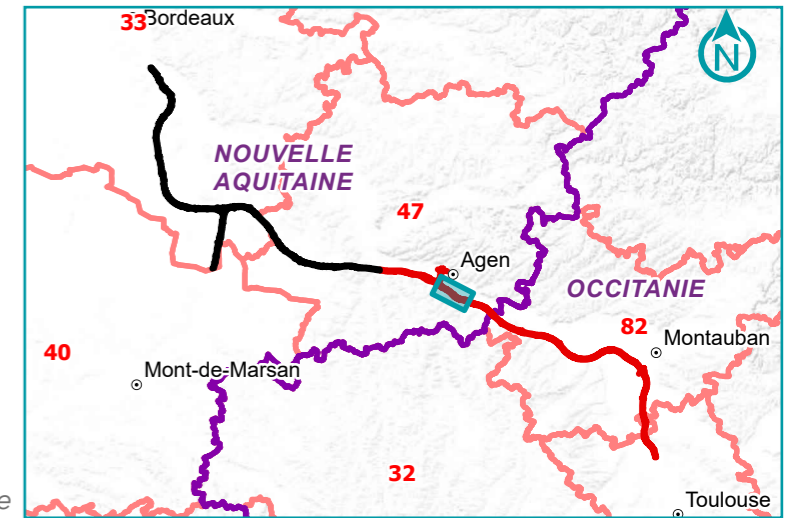 33
Bordeaux
N
NOUVELLE
AQUITAINE
47
Agen
OCCITANIE
82
Montauban
40
Mont-de-Marsan
32
e
Toulouse